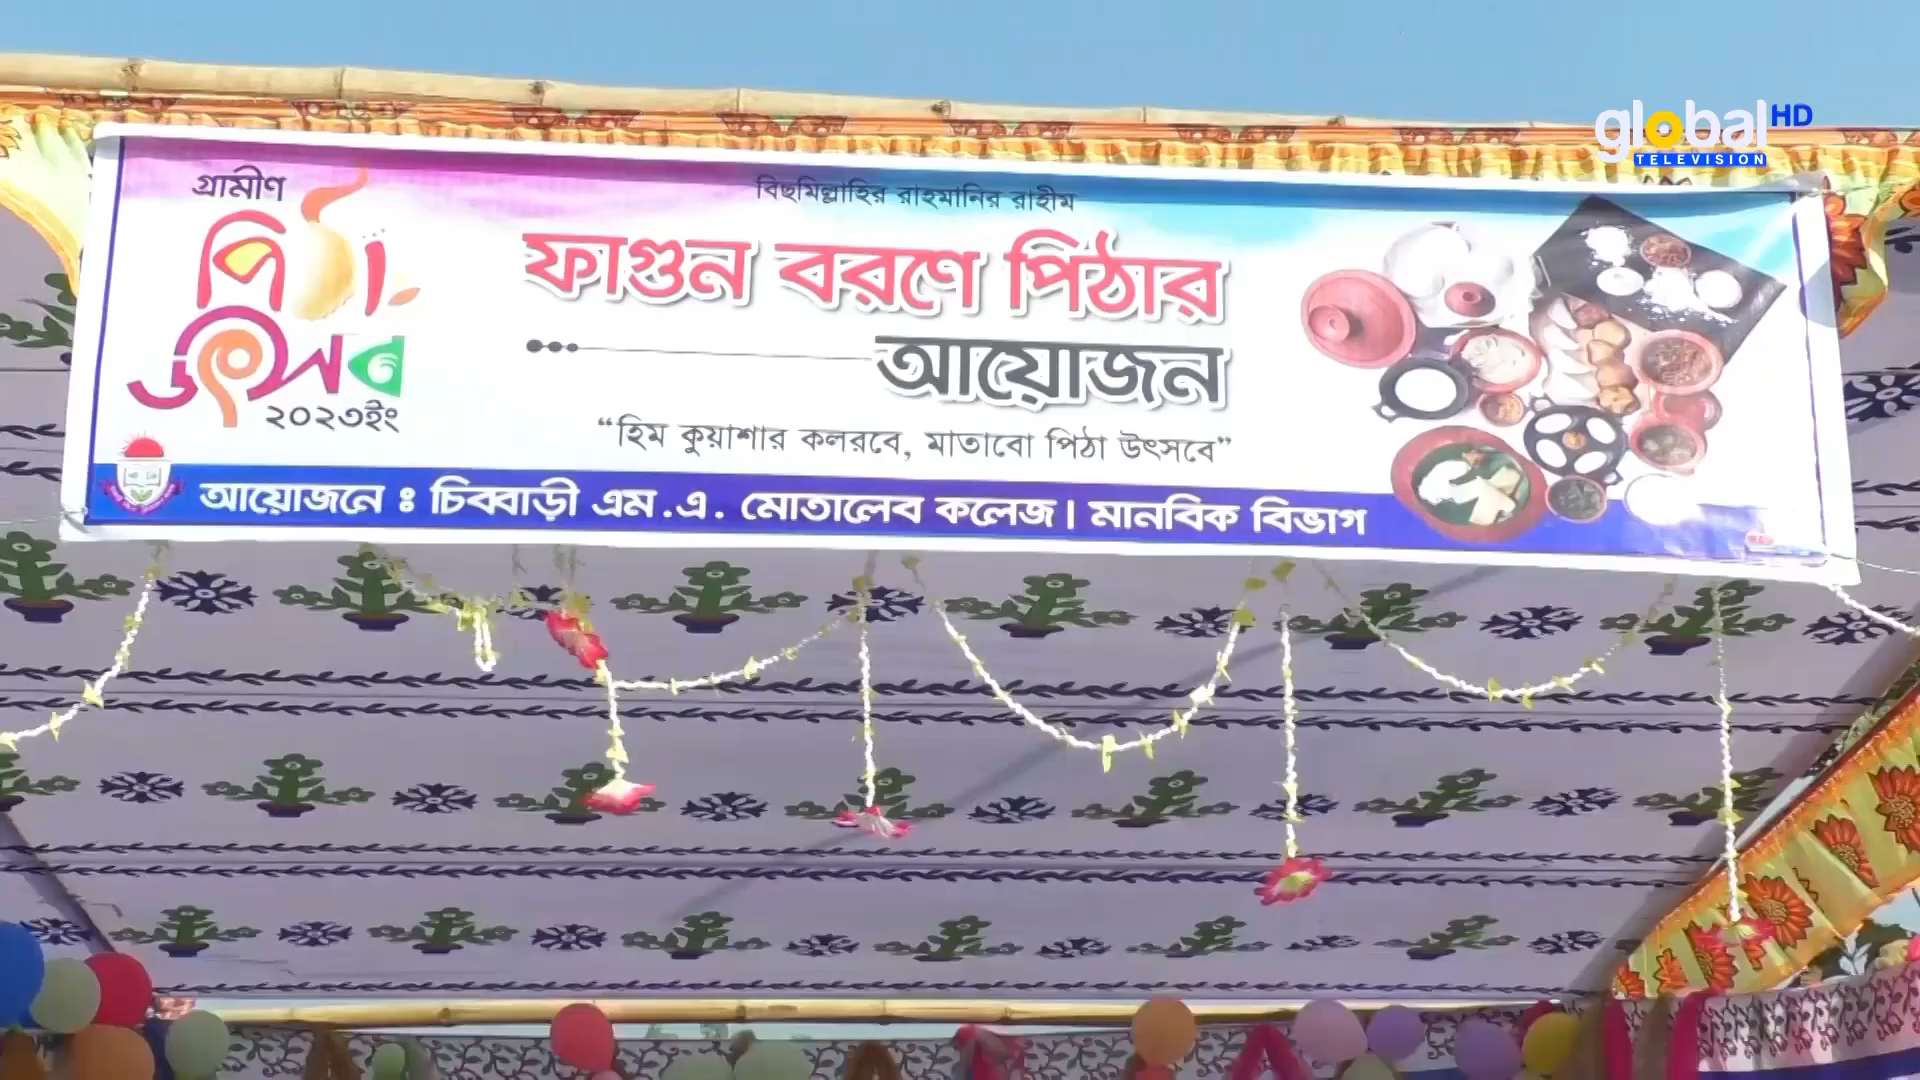 global HD
TELEVISION
বিছমিল্লাহির রাহমানির রাহীম
গ্রামীণ
পিঠা
উৎসব
২০২৩ইং
ফাগুন বরণে পিঠার
আয়োজন
“হিম কুয়াশার কলরবে, মাতাবো পিঠা উৎসবে”
আয়োজনে ঃ চিব্বাড়ী এম.এ. মোতালেব কলেজ। মানবিক বিভাগ